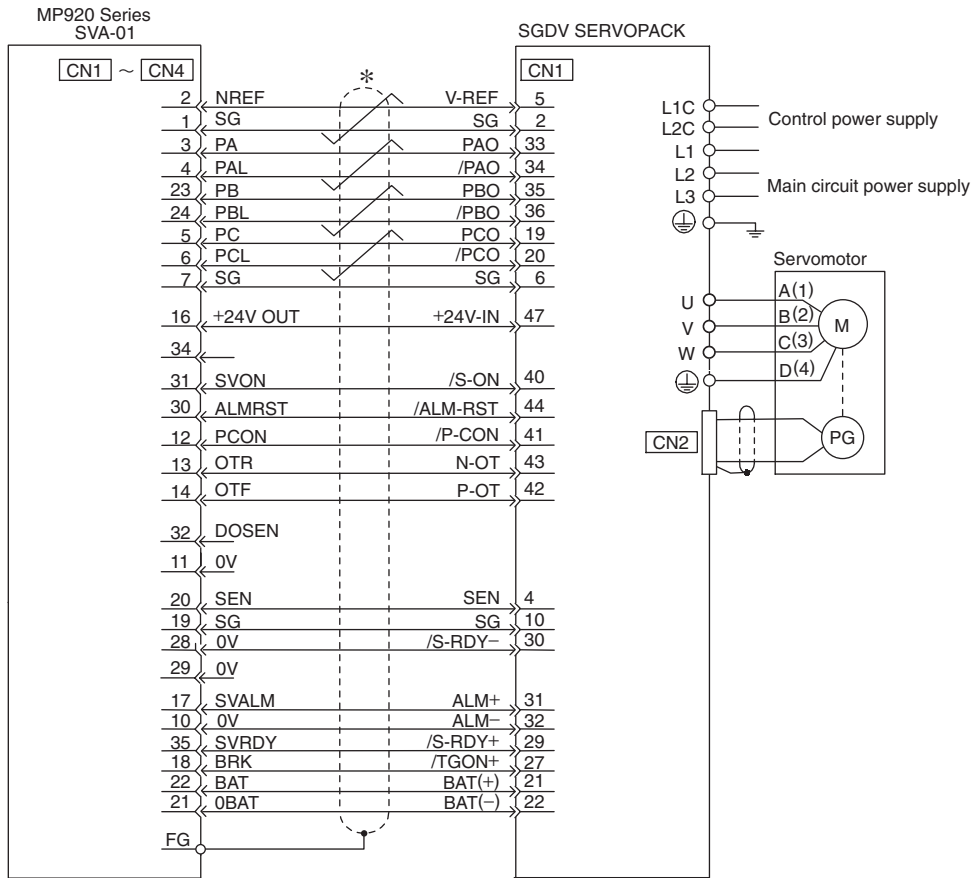 MP920 Series
SVA-01
SGDV SERVOPACK
CN1 ~ CN4
*
CN1
2 NREF V-REF 5
1 SG SG 2
3 PA PAO 33
4 PAL /PAO 34
23 PB PBO 35
24 PBL /PBO 36
5 PC PCO 19
6 PCL /PCO 20
7 SG SG 6
16 +24V OUT +24V-IN 47
34
31 SVON /S-ON 40
30 ALMRST /ALM-RST 44
12 PCON /P-CON 41
13 OTR N-OT 43
14 OTF P-OT 42
32 DOSEN
11 0V
20 SEN SEN 4
19 SG SG 10
28 0V /S-RDY− 30
29 0V
17 SVALM ALM+ 31
10 0V ALM− 32
35 SVRDY /S-RDY+ 29
18 BRK /TGON+ 27
22 BAT BAT(+) 21
21 0BAT BAT(−) 22
FG
L1C
L2C
Control power supply
L1
L2
L3
Main circuit power supply
Servomotor
U A(1)
V B(2)
W C(3)
D(4)
M
CN2
PG